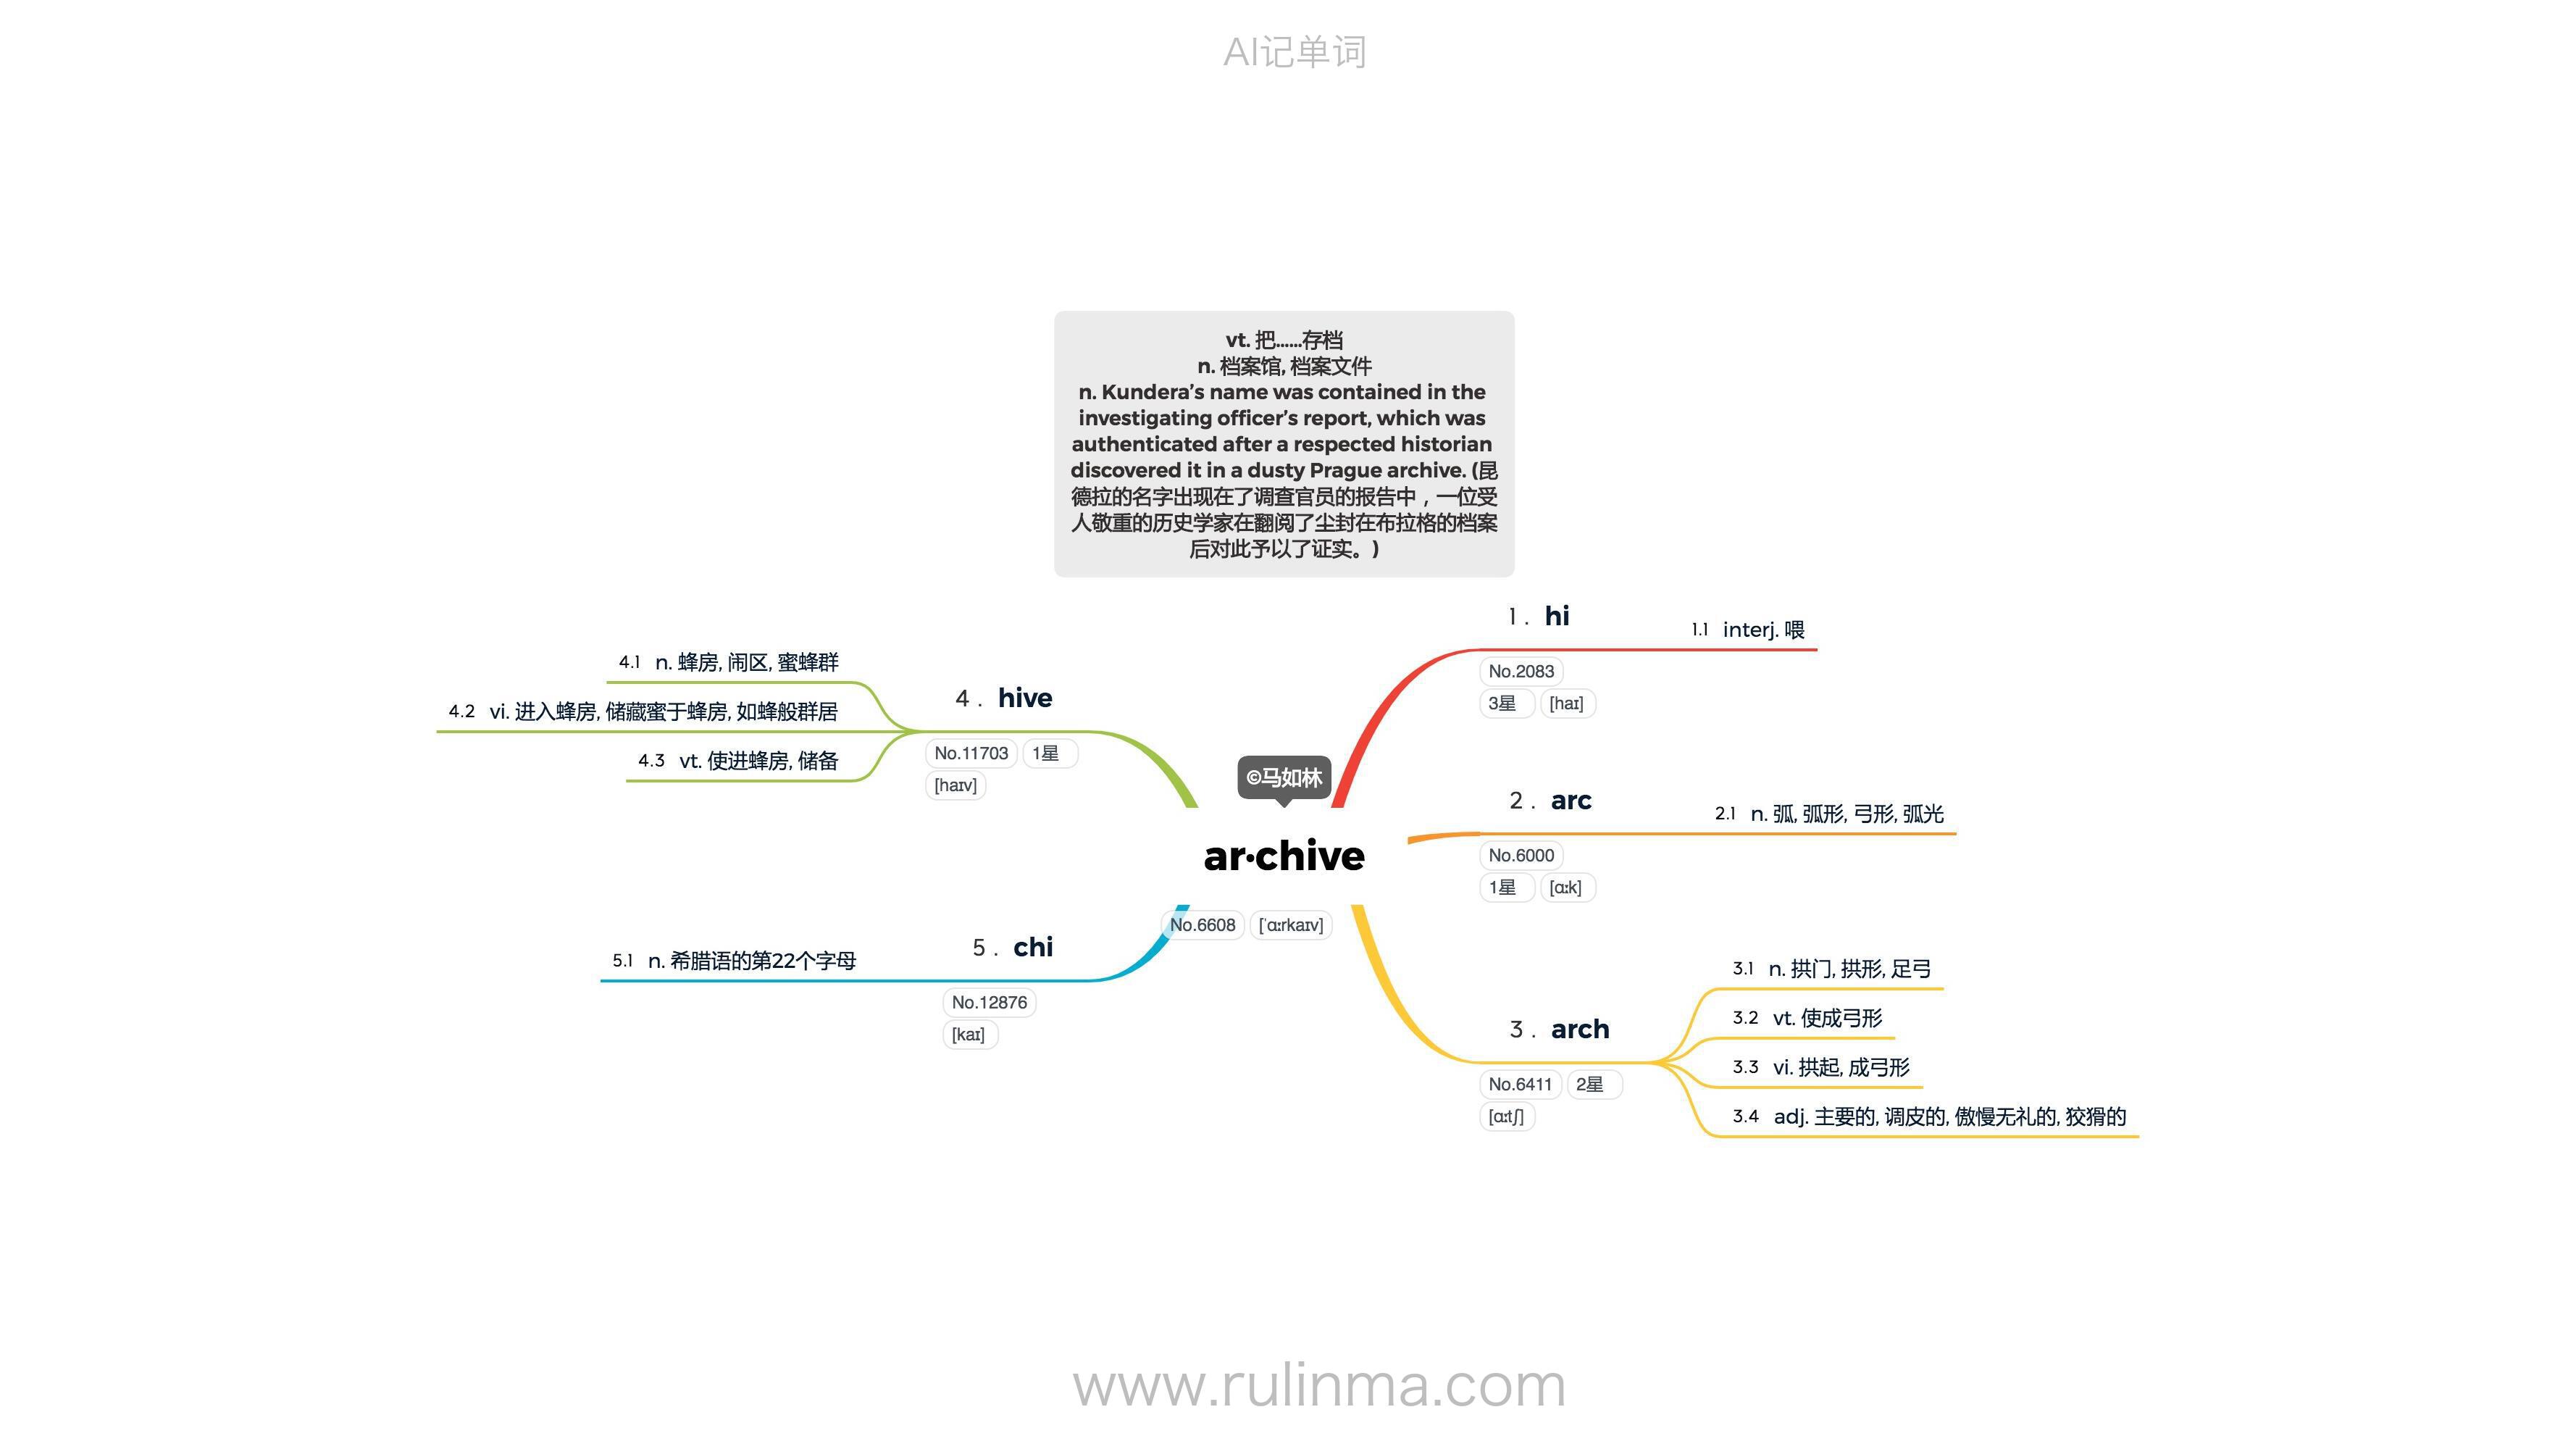 AI记单词
vt. 把......存档
n. 档案馆, 档案文件
n. Kundera’s name was contained in the
investigating officer’s report, which was
authenticated after a respected historian
discovered it in a dusty Prague archive. (昆
德拉的名字出现在了调查官员的报告中，一位受
人敬重的历史学家在翻阅了尘封在布拉格的档案
后对此予以了证实。)
©马如林
ar·chive
No.6608 [ˈɑːrkaɪv]
1 . hi
No.2083
3星 [haɪ]
1.1 interj. 喂
2 . arc
No.6000
1星 [ɑːk]
2.1 n. 弧, 弧形, 弓形, 弧光
3 . arch
No.6411 2星
[ɑːtʃ]
3.1 n. 拱门, 拱形, 足弓
3.2 vt. 使成弓形
3.3 vi. 拱起, 成弓形
3.4 adj. 主要的, 调皮的, 傲慢无礼的, 狡猾的
4 . hive
No.11703 1星
[haɪv]
4.1 n. 蜂房, 闹区, 蜜蜂群
4.2 vi. 进入蜂房, 储藏蜜于蜂房, 如蜂般群居
4.3 vt. 使进蜂房, 储备
5 . chi
No.12876
[kaɪ]
5.1 n. 希腊语的第22个字母
www.rulinma.com